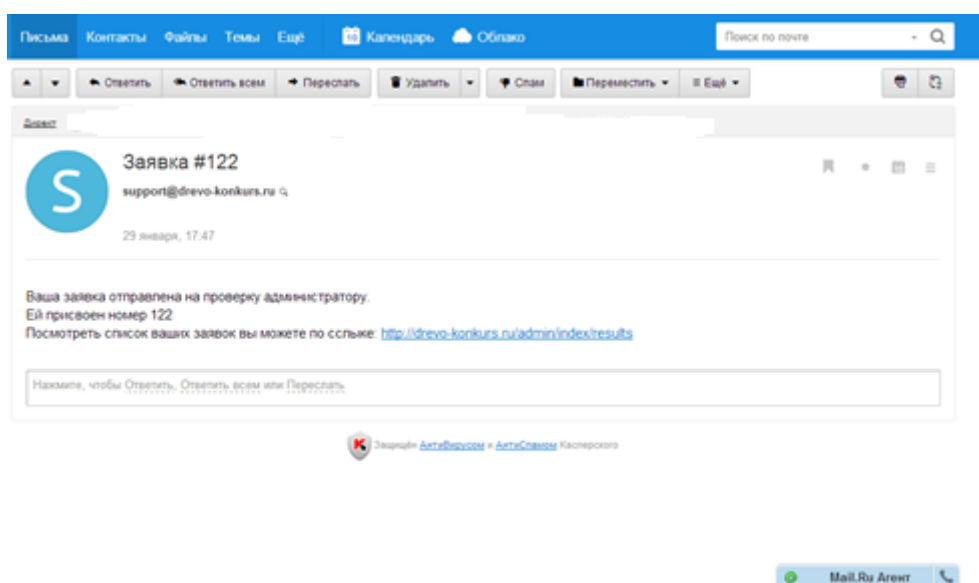 Письма Контакты Файлы Темы Ещё 10 Календарь Облако Поиск по почте
Ответить Ответить всем Переслать Удалить Спам Переместить Ещё
Директ
S
Заявка #122
support@drevo-konkurs.ru
29 января, 17:47
Ваша заявка отправлена на проверку администратору.
Ей присвоен номер 122
Посмотреть список ваших заявок вы можете по сслыке: http://drevo-konkurs.ru/admin/index/results
Нажмите, чтобы Ответить, Ответить всем или Переслать
Защищён АнтиВирусом и АнтиСпамом Касперского
Mail.Ru Агент